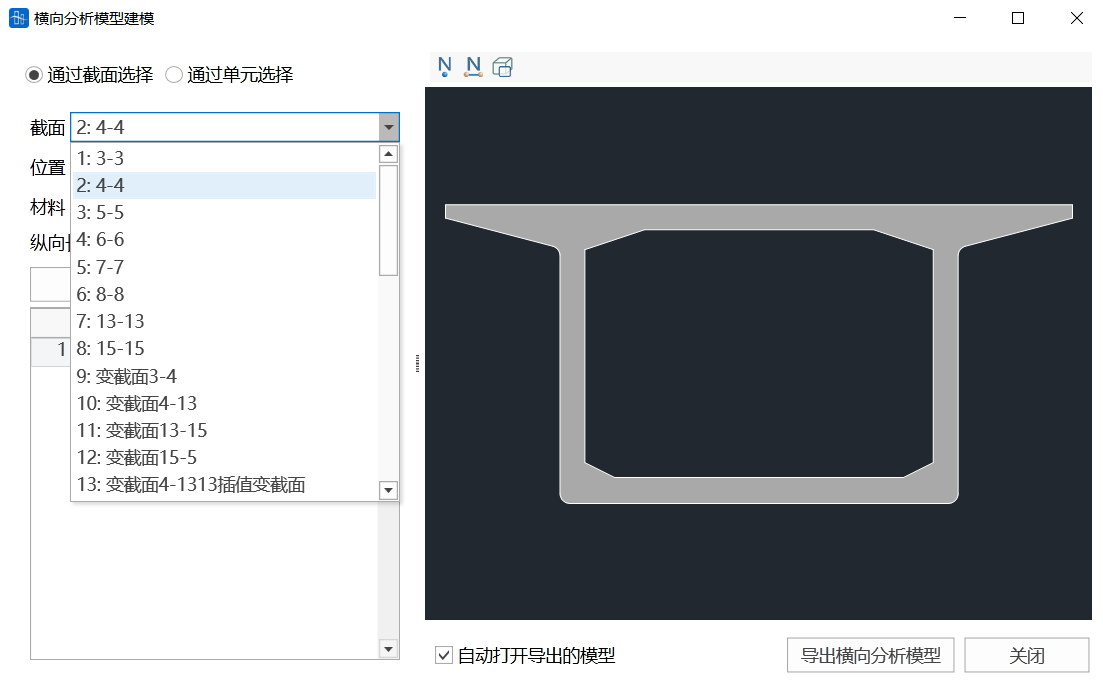 横向分析模型建模
通过截面选择 通过单元选择
N N
截面 2: 4-4
位置
材料
纵向
1: 3-3
2: 4-4
3: 5-5
4: 6-6
5: 7-7
6: 8-8
7: 13-13
8: 15-15
9: 变截面3-4
10: 变截面4-13
11: 变截面13-15
12: 变截面15-5
13: 变截面4-1313插值变截面
1
自动打开导出的模型
导出横向分析模型 关闭